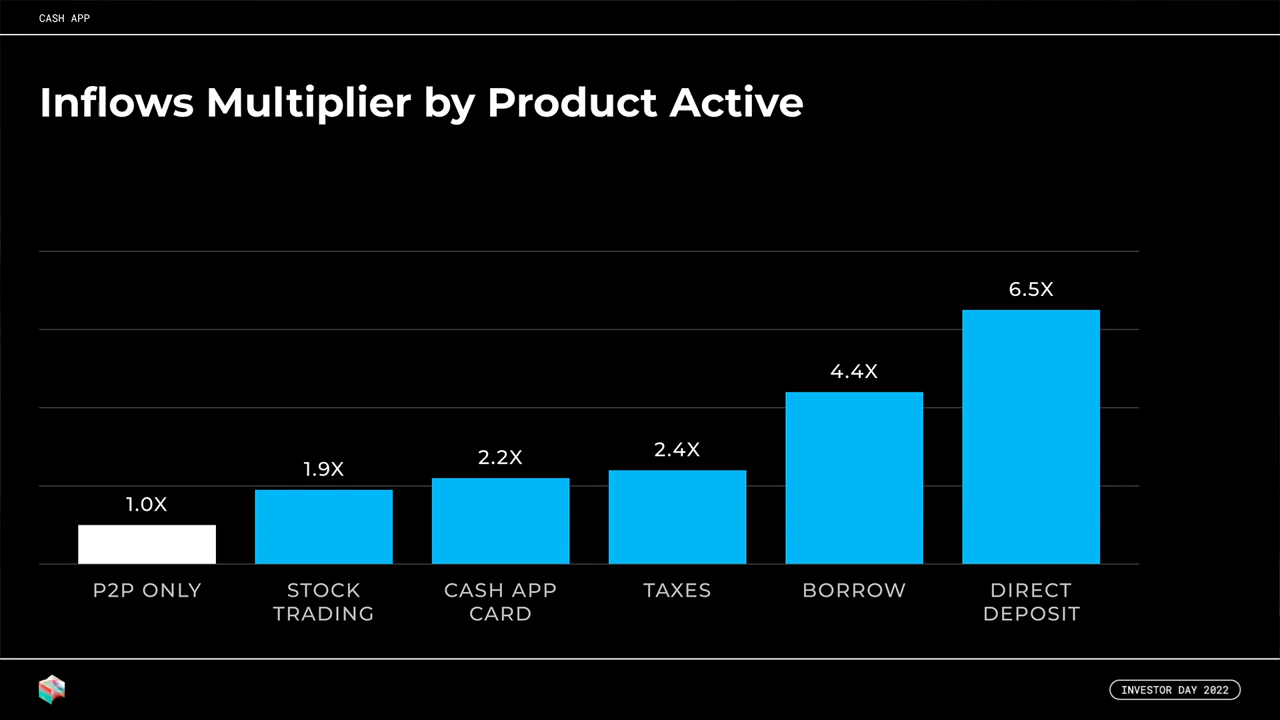 CASH APP
Inflows Multiplier by Product Active
1.0X
1.9X
2.2X
2.4X
4.4X
6.5X
P2P ONLY
STOCK
TRADING
CASH APP
CARD
TAXES
BORROW
DIRECT
DEPOSIT
INVESTOR DAY 2022